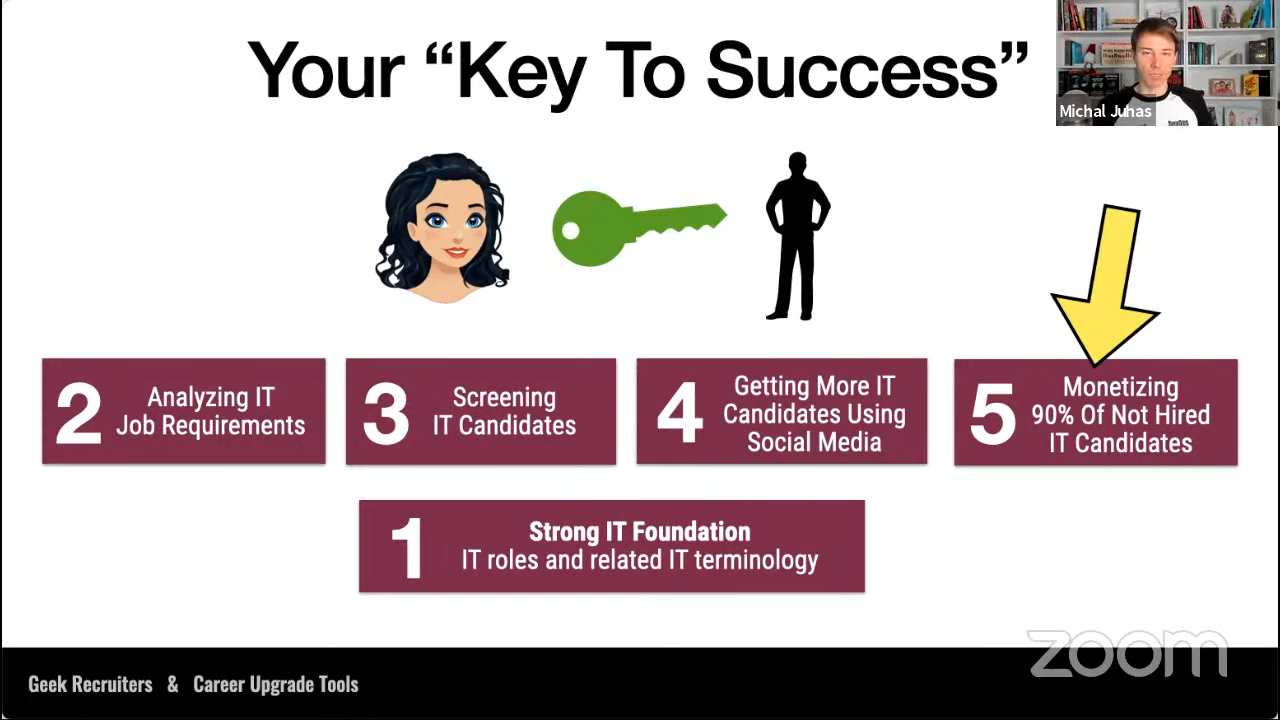 Your “Key To Success”
Michal Juhas
2
Analyzing IT
Job Requirements
3
Screening
IT Candidates
4
Getting More IT
Candidates Using
Social Media
5
Monetizing
90% Of Not Hired
IT Candidates
1
Strong IT Foundation
IT roles and related IT terminology
zoom
Geek Recruiters & Career Upgrade Tools